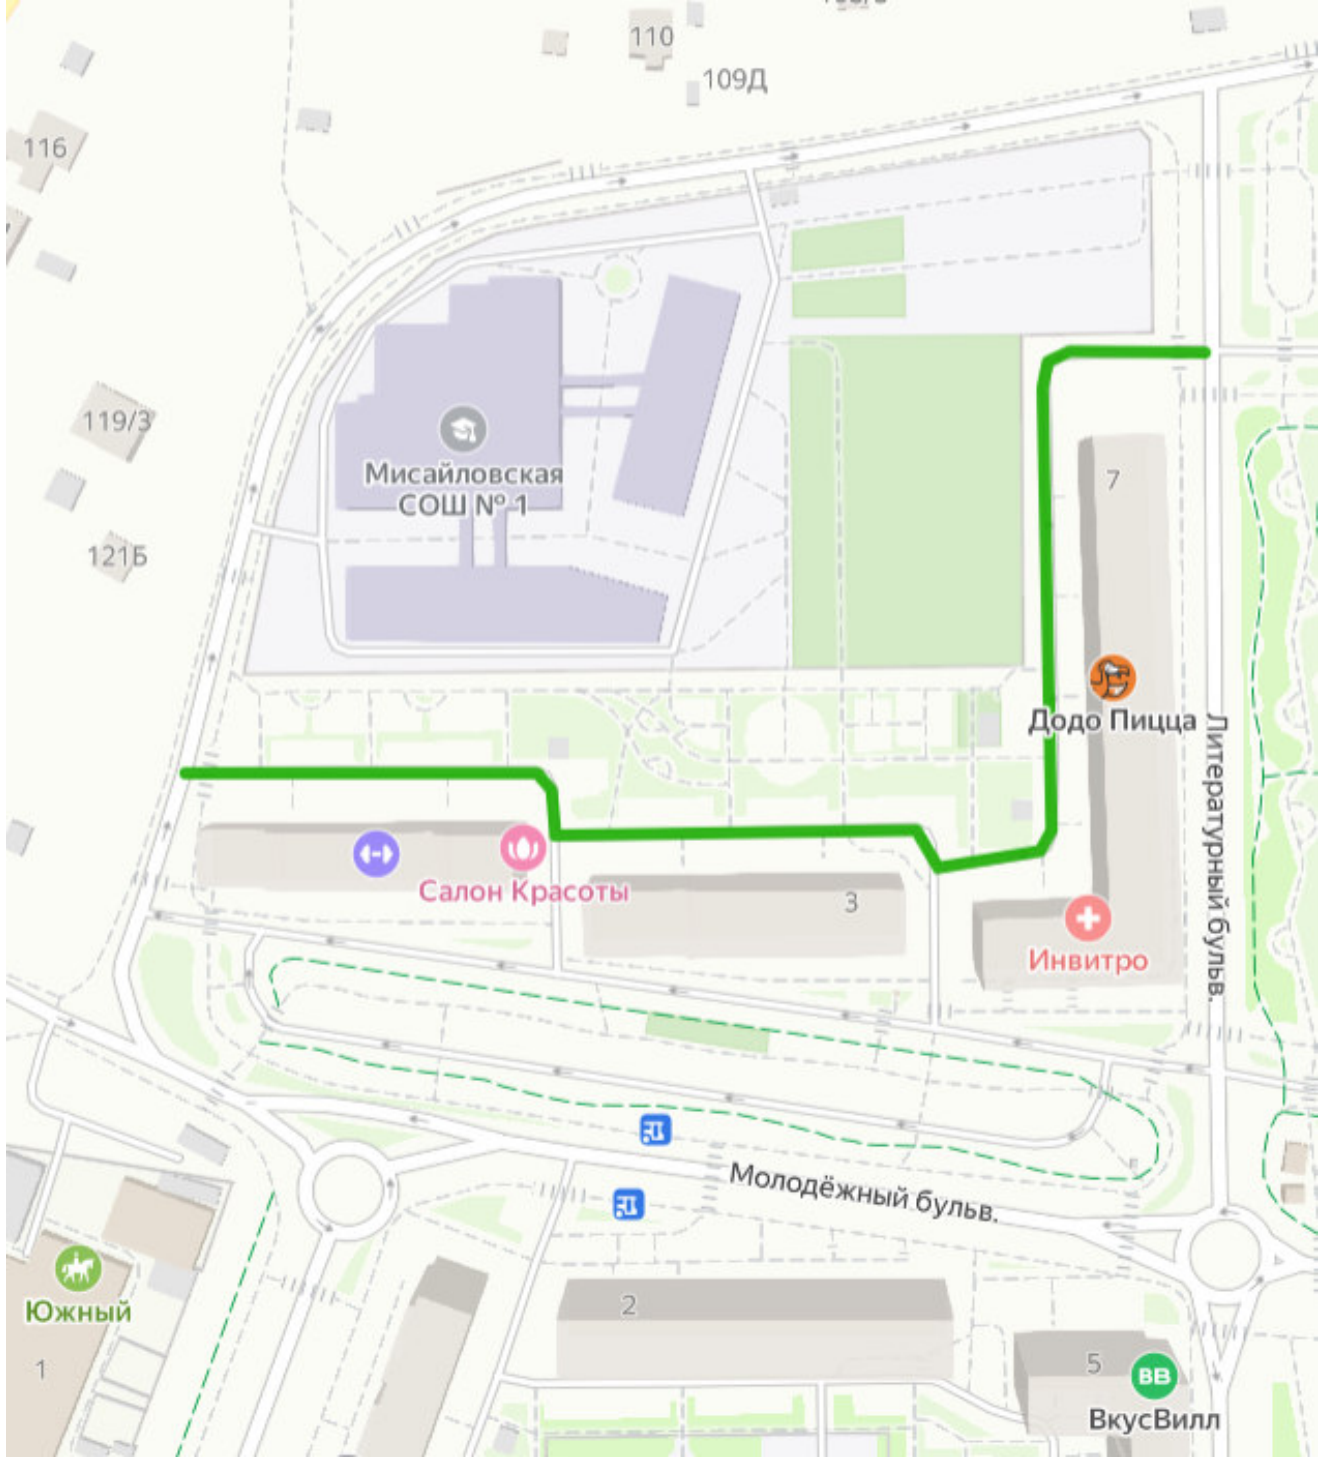 110
109Д
116
119/3
Мисайловская
СОШ № 1
7
121Б
Додо Пицца
Литературный бульв.
Салон Красоты
3
Инвитро
Молодёжный бульв.
Южный
2
1
5
ВВ
ВкусВилл